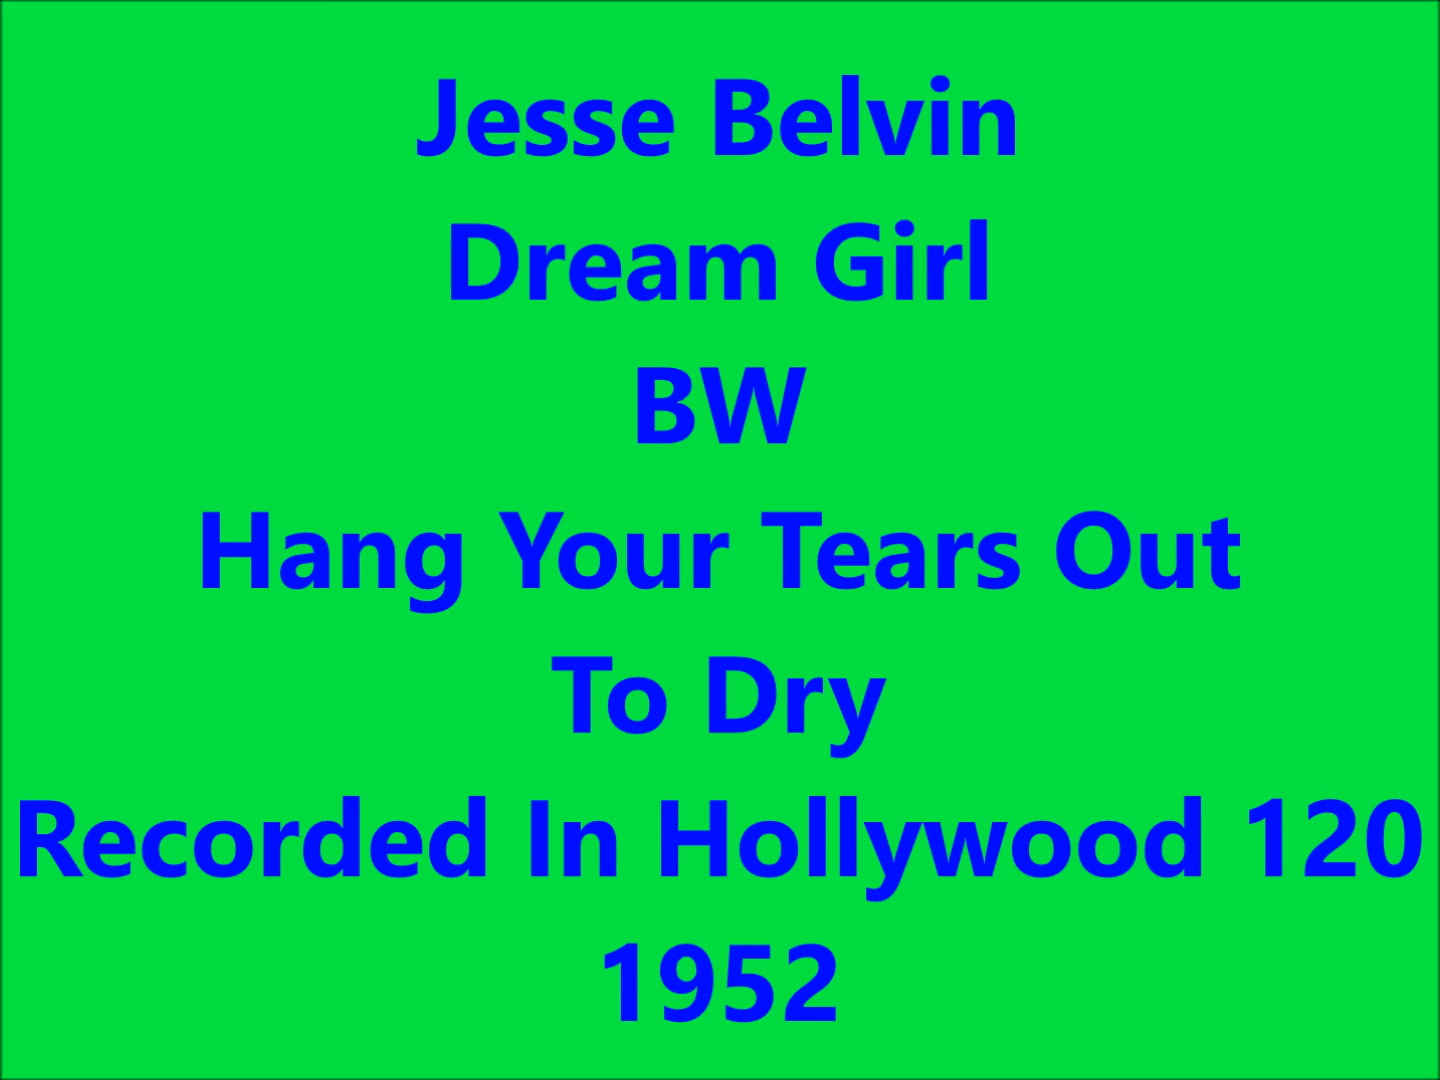 Jesse Belvin
Dream Girl
BW
Hang Your Tears Out
To Dry
Recorded In Hollywood 120
1952